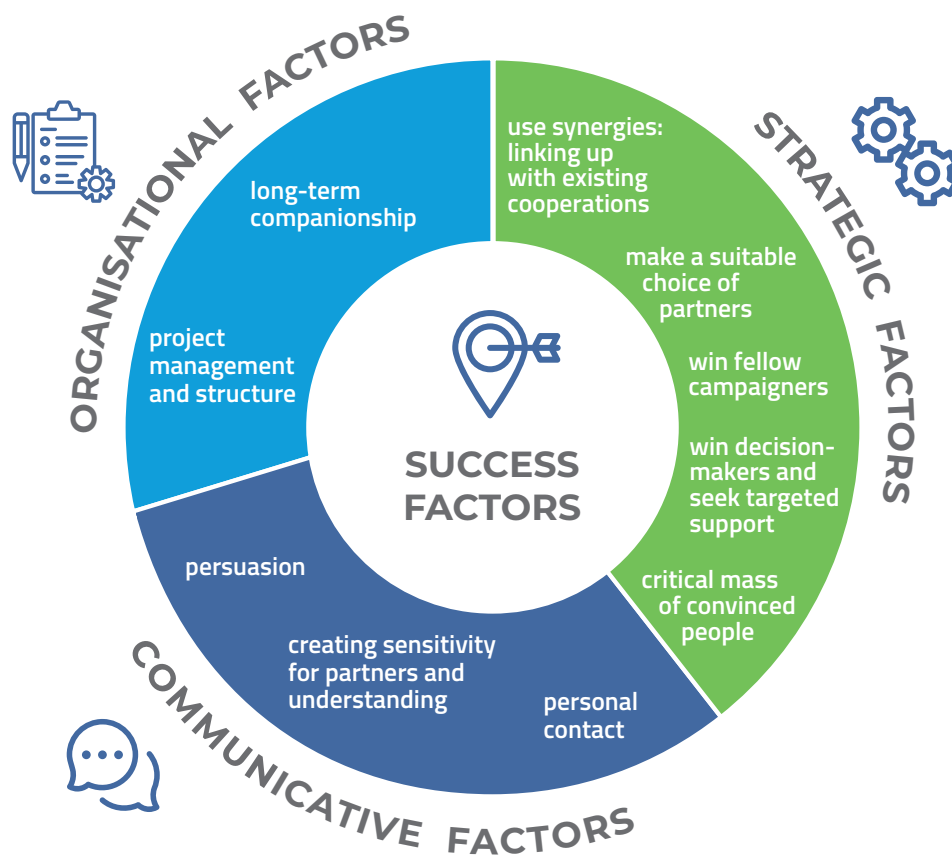 ORGANISATIONAL FACTORS
long-term
companionship
project
management
and structure
STRATEGIC FACTORS
use synergies:
linking up
with existing
cooperations
make a suitable
choice of
partners
win fellow
campaigners
win decision-
makers and
seek targeted
support
critical mass
of convinced
people
SUCCESS
FACTORS
persuasion
creating sensitivity
for partners and
understanding
personal
contact
COMMUNICATIVE FACTORS